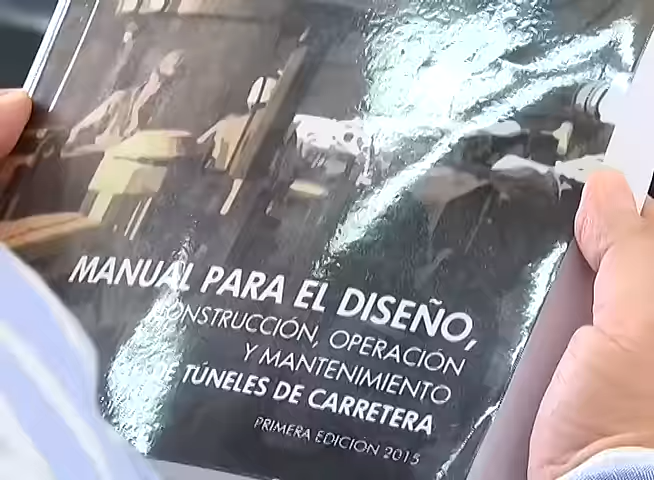 MANUAL PARA EL DISEÑO,
CONSTRUCCIÓN, OPERACIÓN
Y MANTENIMIENTO
DE TÚNELES DE CARRETERA
PRIMERA EDICIÓN 2015